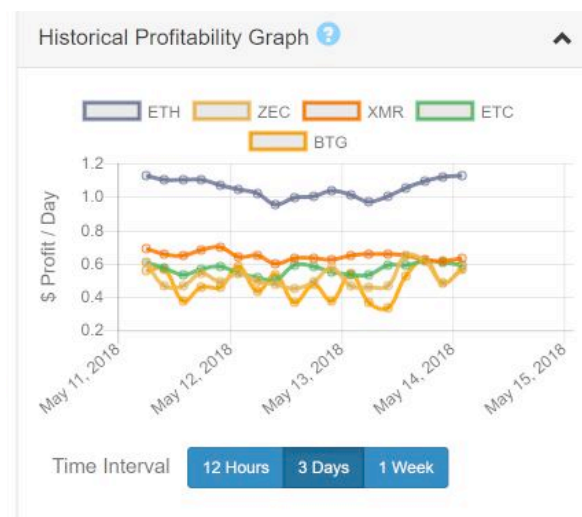 Historical Profitability Graph ?
ETH ZEC XMR ETC
BTG
$ Profit / Day
1.2
1.0
0.8
0.6
0.4
0.2
May 11, 2018 May 12, 2018 May 13, 2018 May 14, 2018 May 15, 2018
Time Interval 12 Hours 3 Days 1 Week